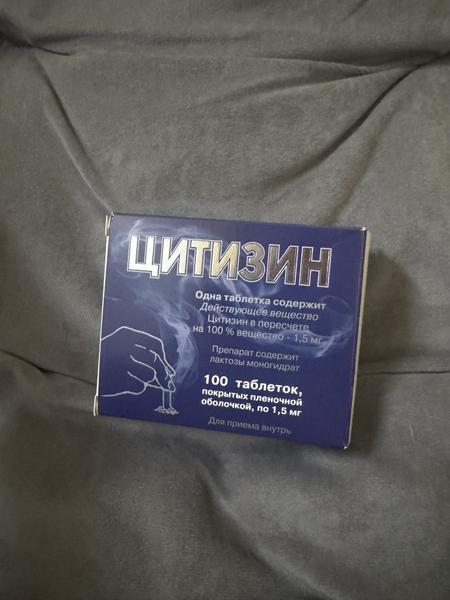 ЦИТИЗИН
Одна таблетка содержит
Действующее вещество
Цитизин в пересчете
на 100 % вещество - 1,5 мг
Препарат содержит
лактозы моногидрат
100 таблеток,
покрытых пленочной
оболочкой, по 1,5 мг
Для приема внутрь